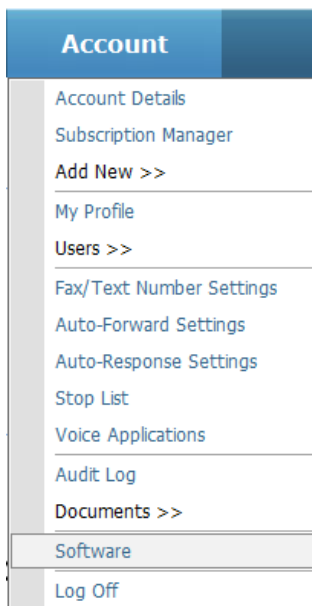 Account
Account Details
Subscription Manager
Add New >>
My Profile
Users >>
Fax/Text Number Settings
Auto-Forward Settings
Auto-Response Settings
Stop List
Voice Applications
Audit Log
Documents >>
Software
Log Off